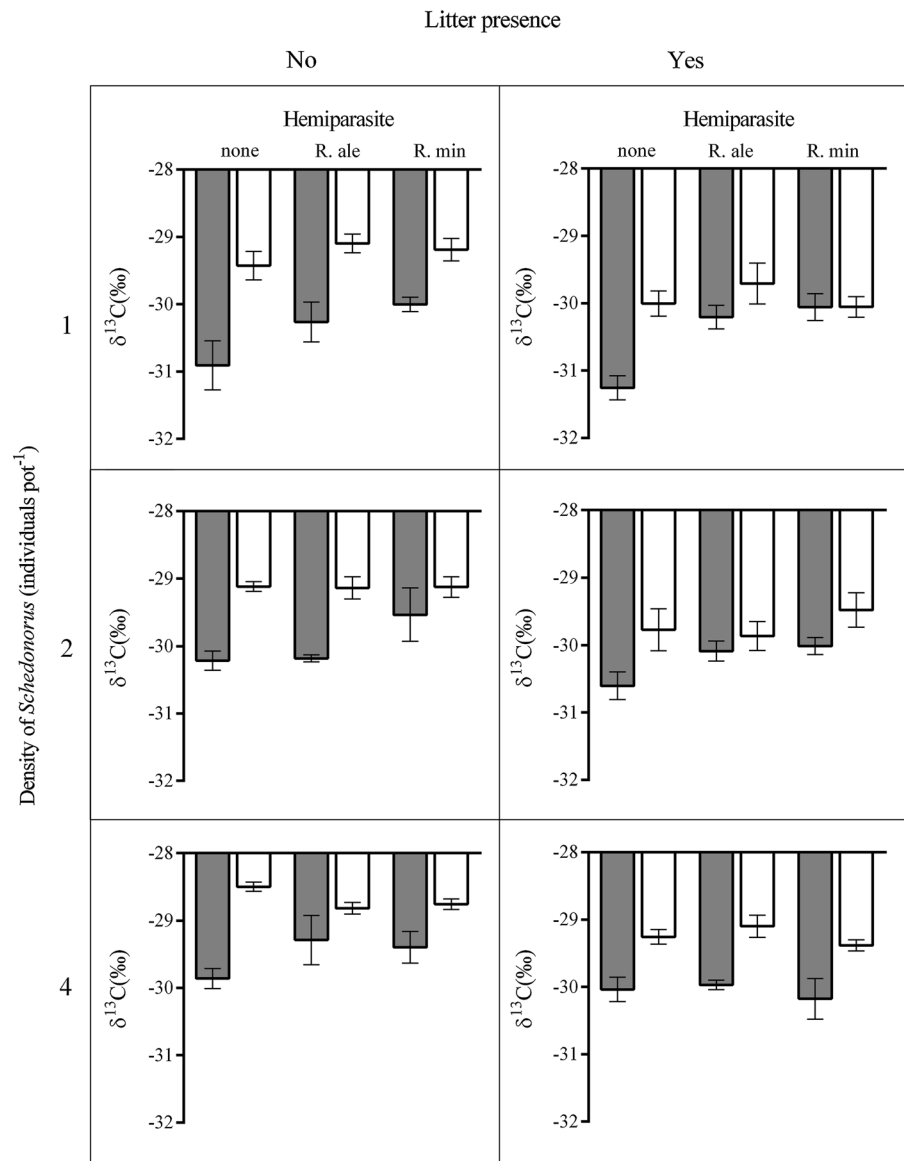 Litter presence
No Yes
Hemiparasite Hemiparasite
none R. ale R. min none R. ale R. min
-28 -28
-29 -29
-30 -30
-31 -31
-32 -32
δ¹³C(‰) δ¹³C(‰)
1
-28 -28
-29 -29
-30 -30
-31 -31
-32 -32
δ¹³C(‰) δ¹³C(‰)
2
-28 -28
-29 -29
-30 -30
-31 -31
-32 -32
δ¹³C(‰) δ¹³C(‰)
4
Density of Schedonorus (individuals pot⁻¹)